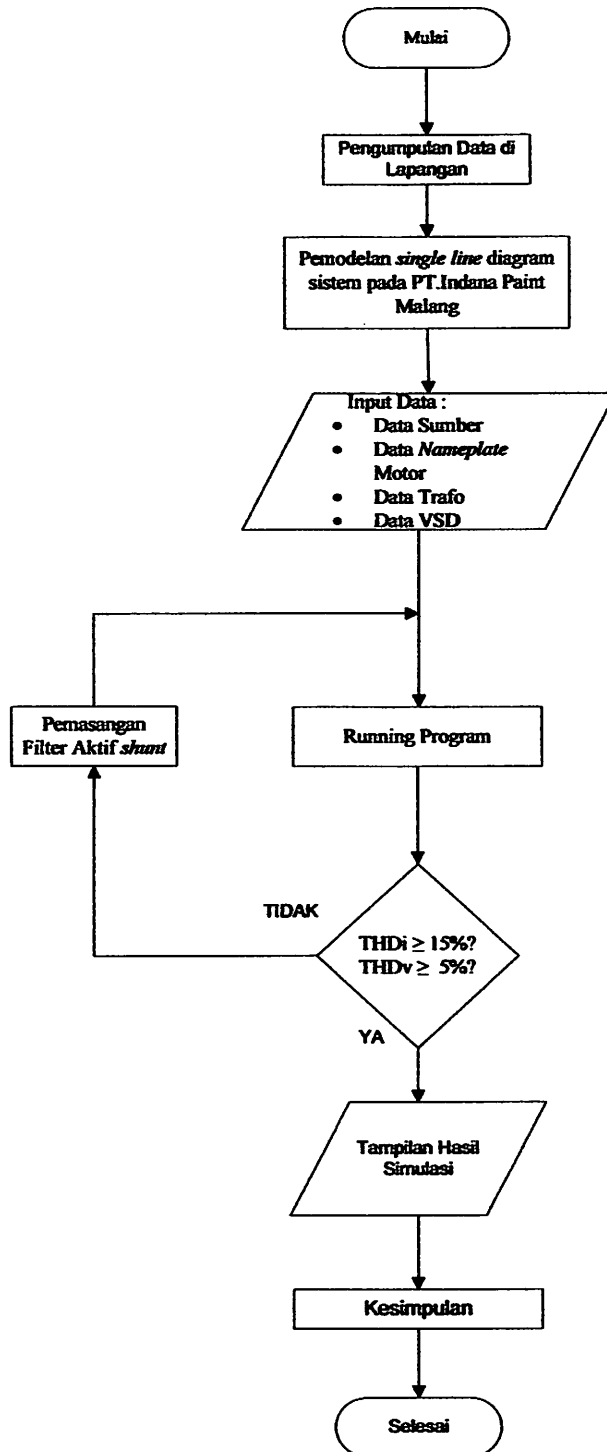 Mulai
Pengumpulan Data di
Lapangan
Pemodelan single line diagram
sistem pada PT.Indana Paint
Malang
Input Data :
• Data Sumber
• Data Nameplate
Motor
• Data Trafo
• Data VSD
Pemasangan
Filter Aktif shunt
Running Program
TIDAK
THDi ≥ 15%?
THDv ≥ 5%?
YA
Tampilan Hasil
Simulasi
Kesimpulan
Selesai